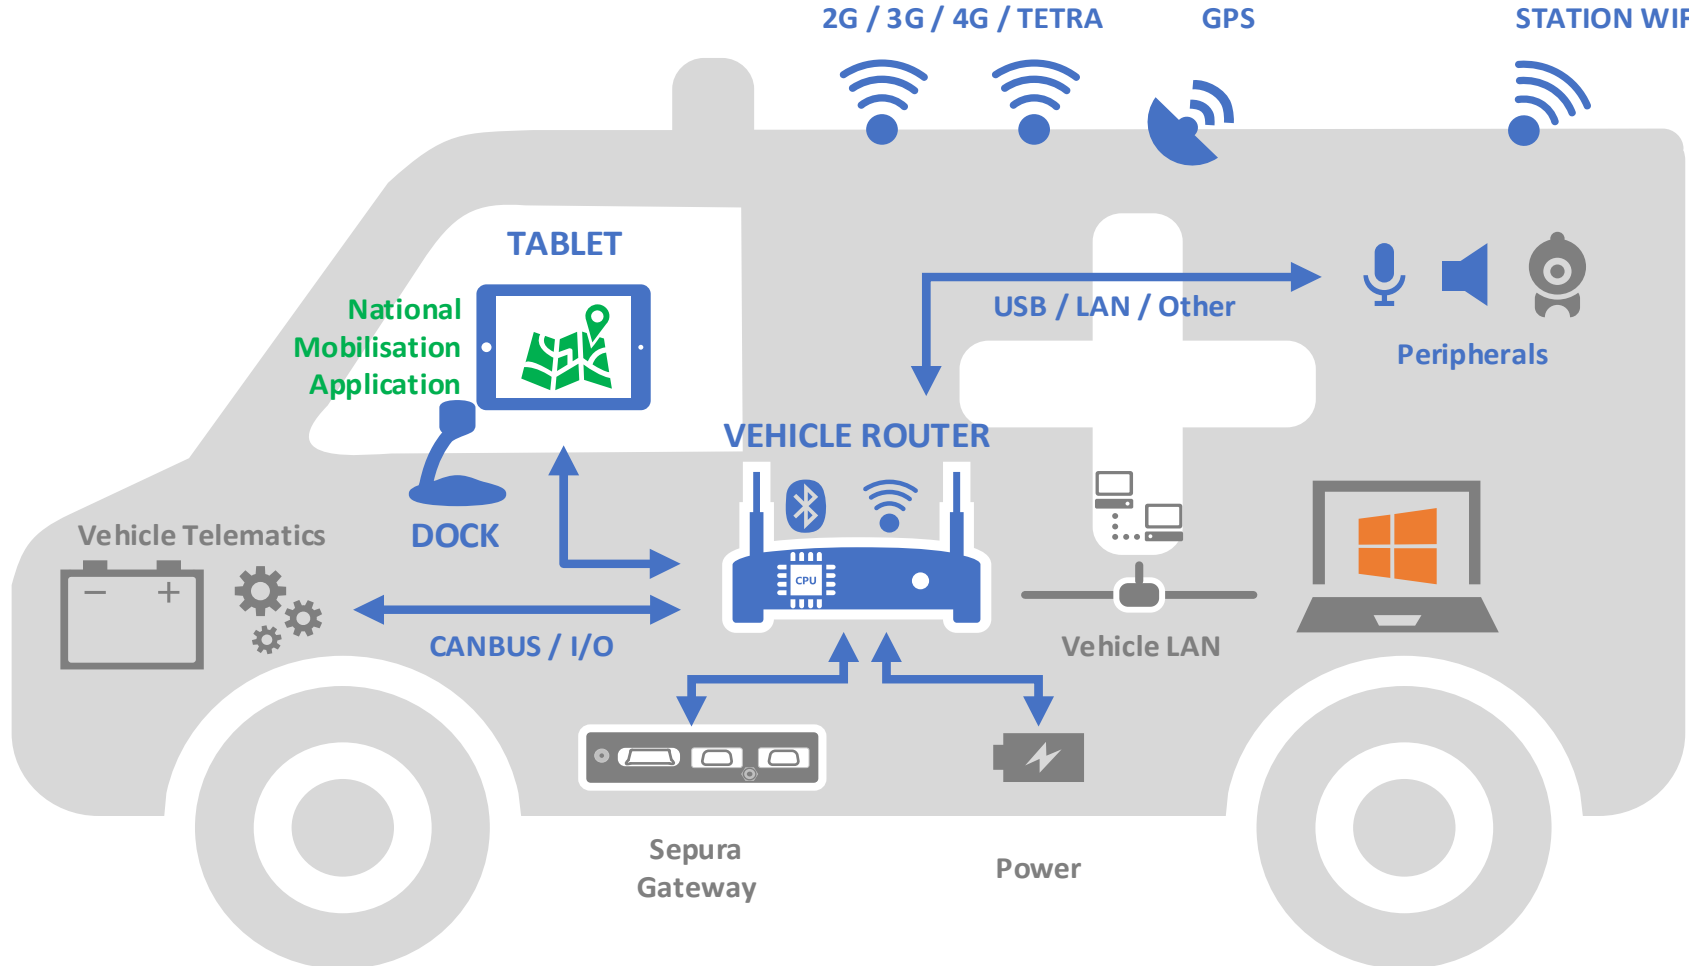 2G / 3G / 4G / TETRA
GPS
STATION WIF
TABLET
National
Mobilisation
Application
USB / LAN / Other
Peripherals
VEHICLE ROUTER
Vehicle Telematics
DOCK
CPU
CANBUS / I/O
Vehicle LAN
Sepura
Gateway
Power